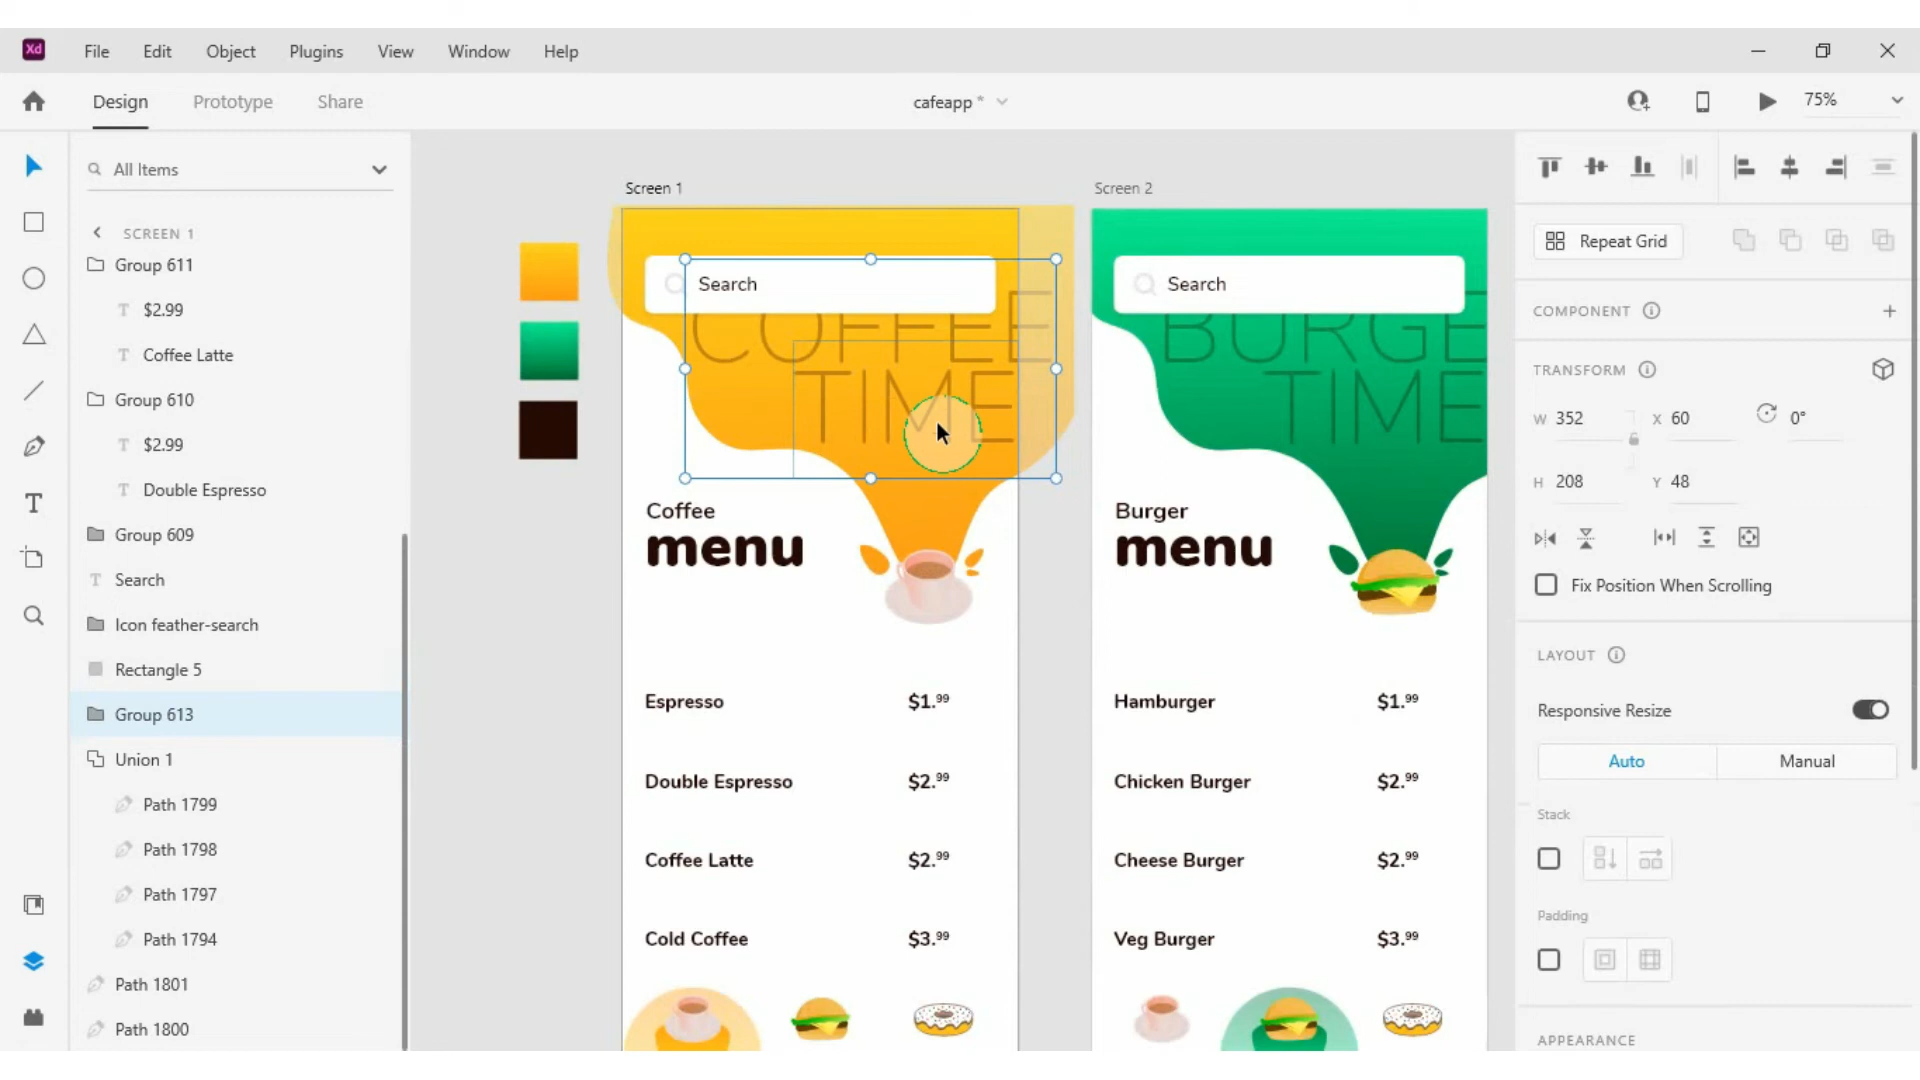 Xd File Edit Object Plugins View Window Help
Design Prototype Share cafeapp * 75%
All Items
SCREEN 1
Group 611
T $2.99
T Coffee Latte
Group 610
T $2.99
T Double Espresso
Group 609
T Search
Icon feather-search
Rectangle 5
Group 613
Union 1
Path 1799
Path 1798
Path 1797
Path 1794
Path 1801
Path 1800
Screen 1
Search
COFFEE
TIME
Coffee
menu
Espresso $1.99
Double Espresso $2.99
Coffee Latte $2.99
Cold Coffee $3.99
Screen 2
Search
BURGE
TIME
Burger
menu
Hamburger $1.99
Chicken Burger $2.99
Cheese Burger $2.99
Veg Burger $3.99
Repeat Grid
COMPONENT
TRANSFORM
W 352 X 60 0°
H 208 Y 48
Fix Position When Scrolling
LAYOUT
Responsive Resize
Auto Manual
Stack
Padding
APPEARANCE